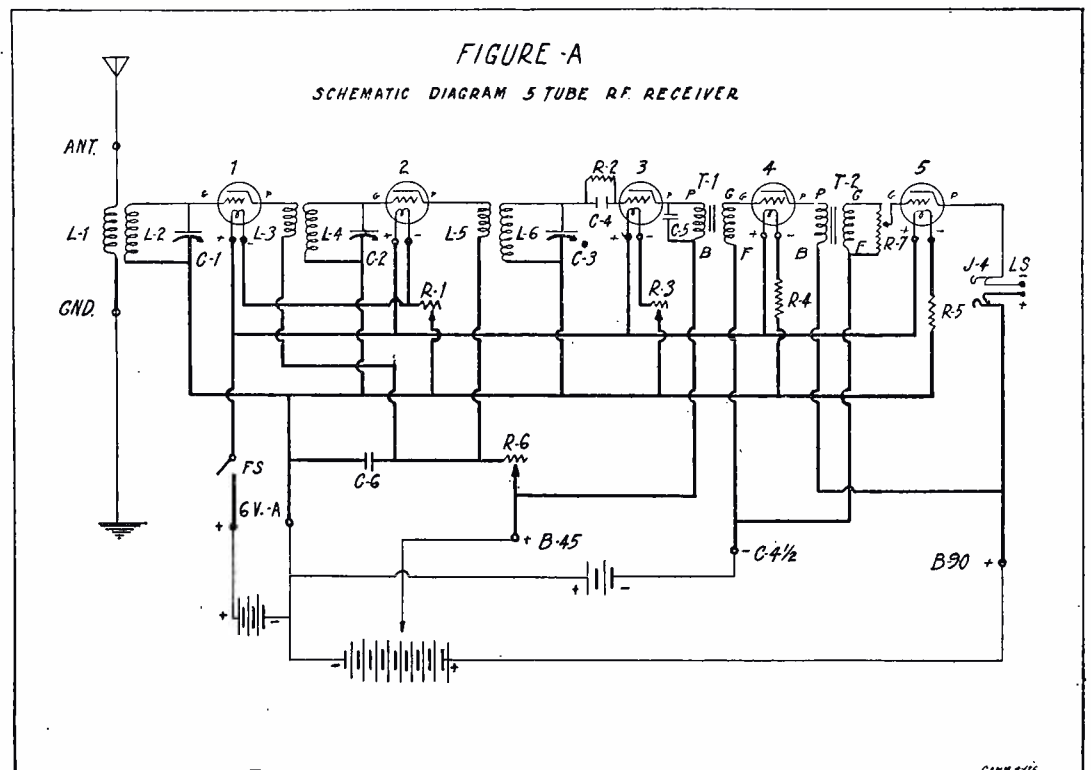 FIGURE-A
SCHEMATIC DIAGRAM 5 TUBE R.F. RECEIVER
ANT.
1 2 R-2 3 T-1 4 T-2 5
G P G P P P G G P P G G P
L-1 L-2 L-3 L-4 L-5 L-6 C-4 C-5 R-7
+ - + - + - + - + -
C-1 C-2 C-3 B F B F
J-4 LS
-
+
GND. R-1 R-3 R-4 R-5
R-6
FS C-6
6 V.-A
+
+ B-45 - C-4½ B-90 +
+ -
+ -
- +